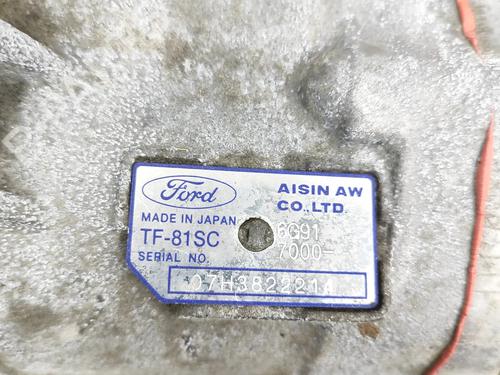 Ford
AISIN AW
CO.,LTD.
MADE IN JAPAN
TF-81SC
6G91
7000-
SERIAL NO.
07H3822214